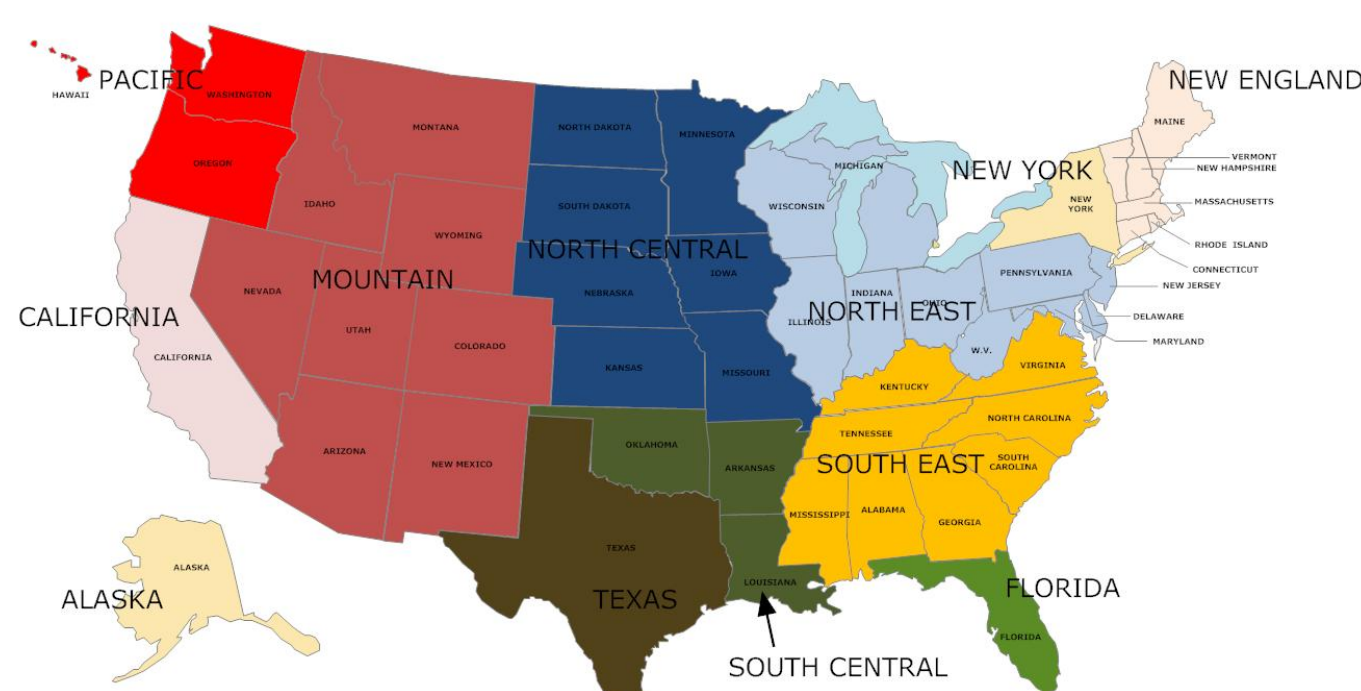 HAWAII
PACIFIC
WASHINGTON
OREGON
MONTANA
IDAHO
WYOMING
MOUNTAIN
NEVADA
UTAH
COLORADO
ARIZONA
NEW MEXICO
CALIFORNIA
CALIFORNIA
ALASKA
ALASKA
NORTH DAKOTA
MINNESOTA
SOUTH DAKOTA
NORTH CENTRAL
IOWA
NEBRASKA
KANSAS
MISSOURI
OKLAHOMA
ARKANSAS
TEXAS
TEXAS
LOUISIANA
SOUTH CENTRAL
WISCONSIN
MICHIGAN
ILLINOIS
INDIANA
OHIO
NORTH EAST
PENNSYLVANIA
W.V.
NEW YORK
NEW
YORK
NEW ENGLAND
MAINE
VERMONT
NEW HAMPSHIRE
MASSACHUSETTS
RHODE ISLAND
CONNECTICUT
NEW JERSEY
DELAWARE
MARYLAND
VIRGINIA
KENTUCKY
NORTH CAROLINA
TENNESSEE
SOUTH EAST
SOUTH
CAROLINA
MISSISSIPPI
ALABAMA
GEORGIA
FLORIDA
FLORIDA